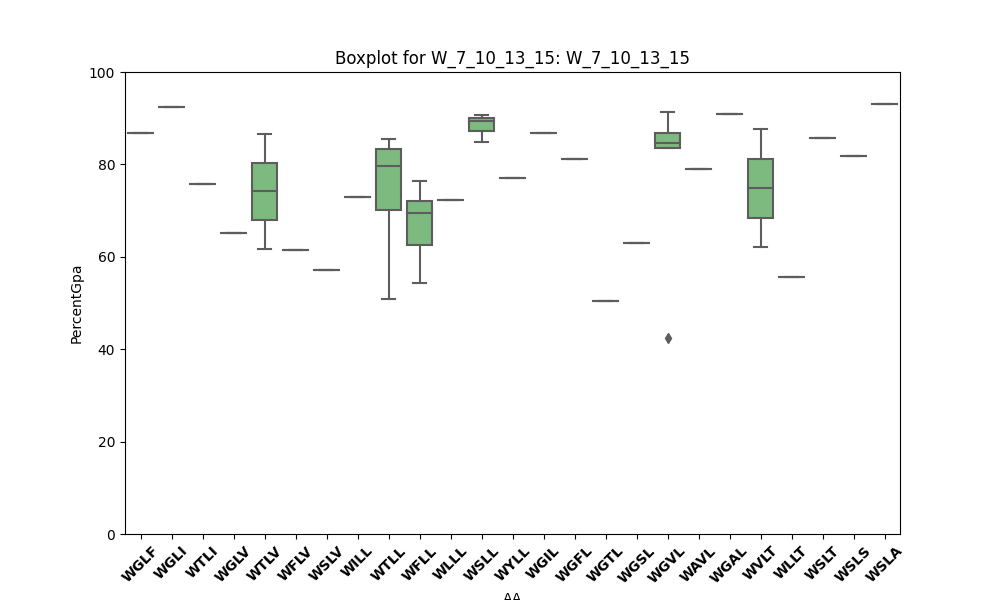 Boxplot for W_7_10_13_15: W_7_10_13_15
100
80
60
40
20
0
PercentGpa
WGLF WGLI WTLI WGLV WTLV WFLV WSLV WILL WTLL WFLL WLLL WSLL WYLL WGIL WGFL WGTL WGSL WGVL WAVL WGAL WVLT WLLT WSLT WSLS WSLA
AA